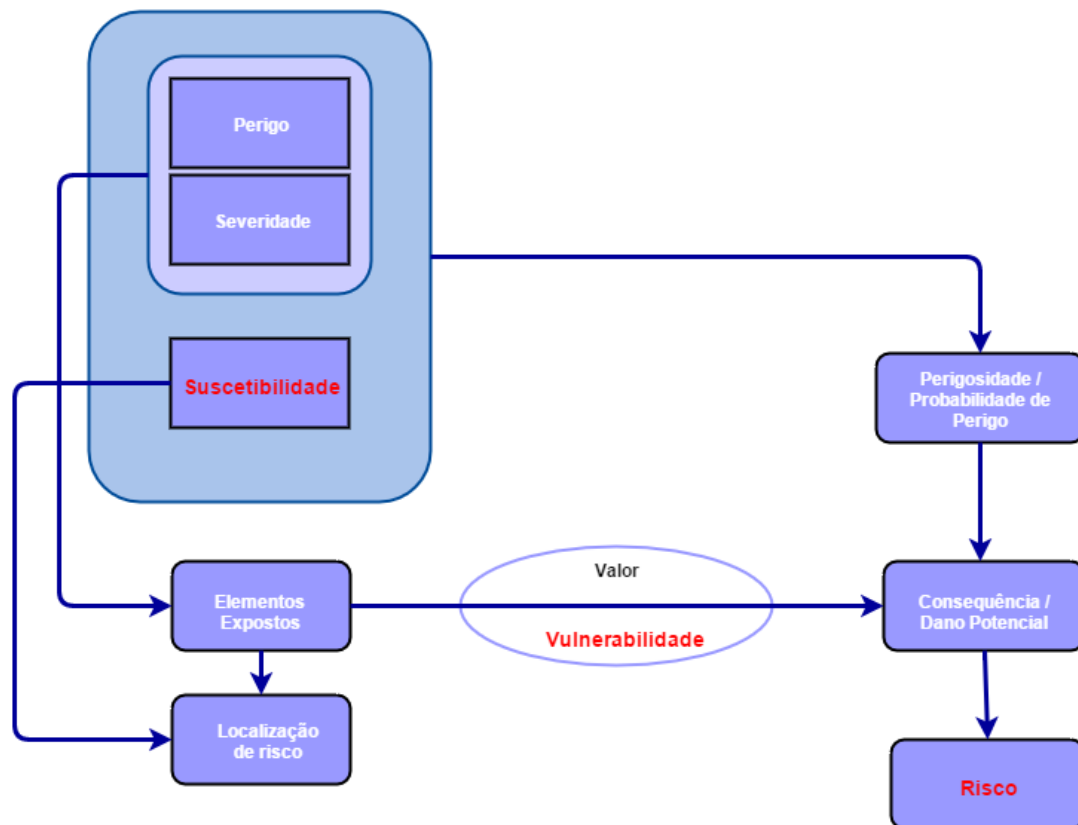 Perigo
Severidade
Suscetibilidade
Perigosidade /
Probabilidade de
Perigo
Elementos
Expostos
Valor
Vulnerabilidade
Consequência /
Dano Potencial
Localização
de risco
Risco